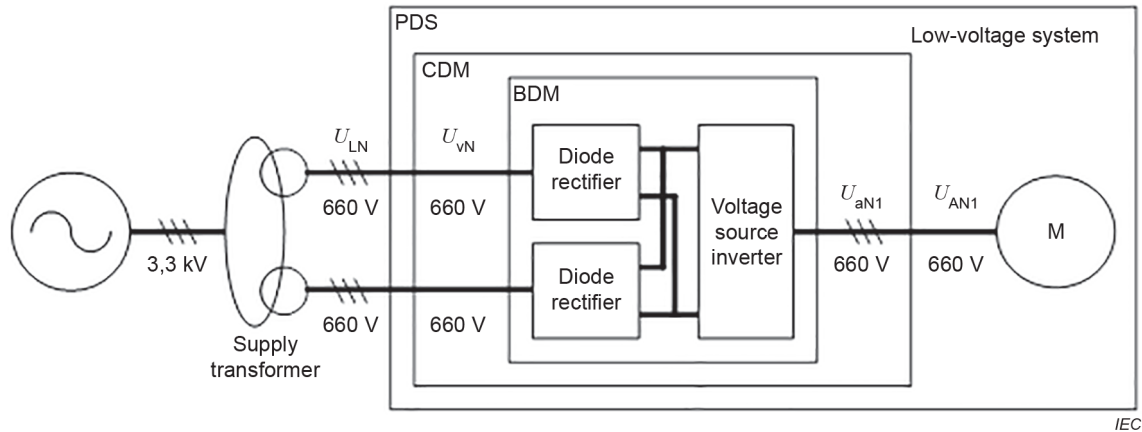 PDS
Low-voltage system
CDM
BDM
U_LN
U_vN
Diode
rectifier
660 V
660 V
Voltage
source
inverter
U_aN1
U_AN1
M
3,3 kV
660 V
660 V
Diode
rectifier
660 V
660 V
Supply
transformer
IEC